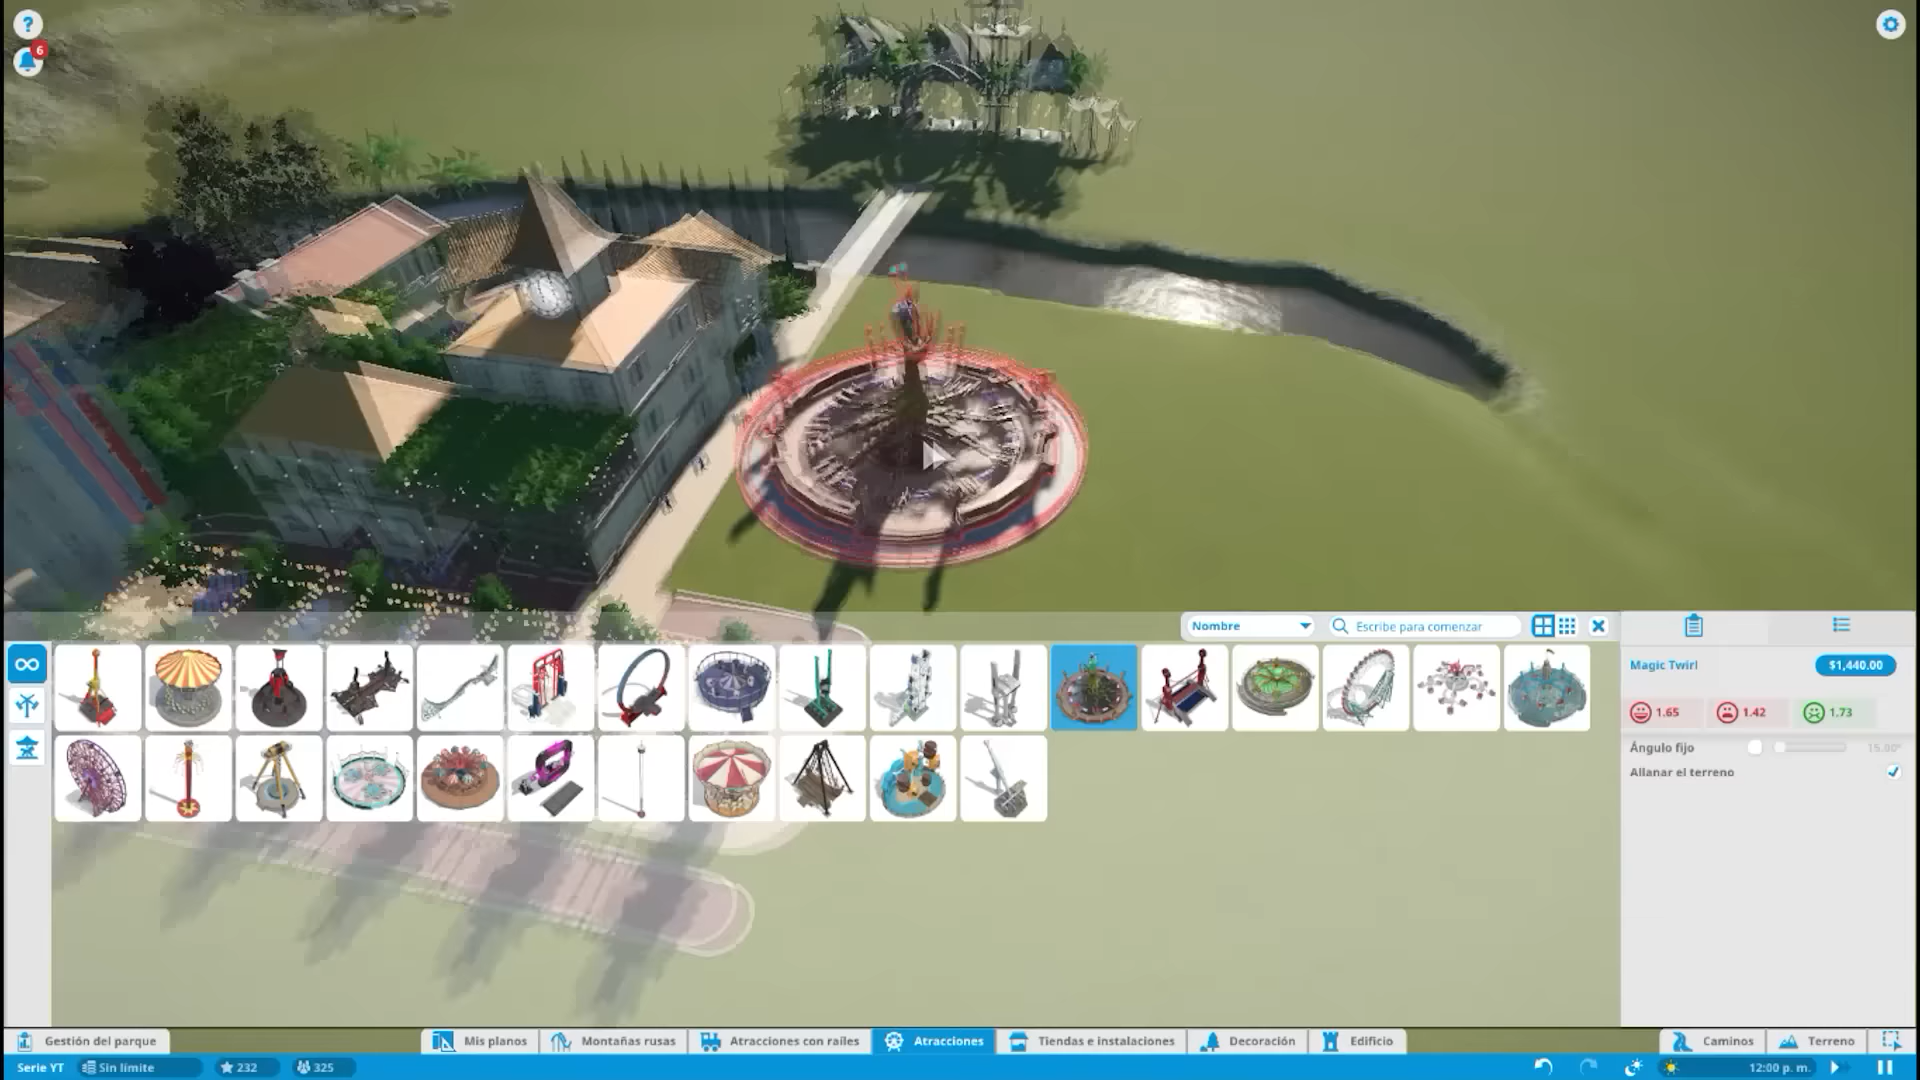 ?
6
Nombre
Escribe para comenzar
Magic Twirl
$1,440.00
1.65
1.42
1.73
Ángulo fijo
15.00°
Allanar el terreno
Gestión del parque
Mis planos
Montañas rusas
Atracciones con raíles
Atracciones
Tiendas e instalaciones
Decoración
Edificio
Caminos
Terreno
Serie YT
Sin límite
232
325
12:00 p. m.